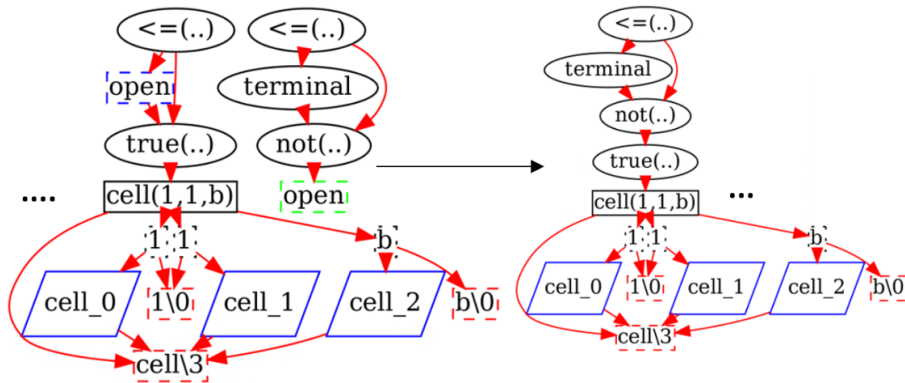 <=(..) <=(..)
open terminal
true(..) not(..)
.... cell(1,1,b) open
1 1 b
cell_0 1\0 cell_1 cell_2 b\0
cell\3
<=(..)
terminal
not(..)
true(..)
cell(1,1,b) ...
1 1 b
cell_0 1\0 cell_1 cell_2 b\0
cell\3